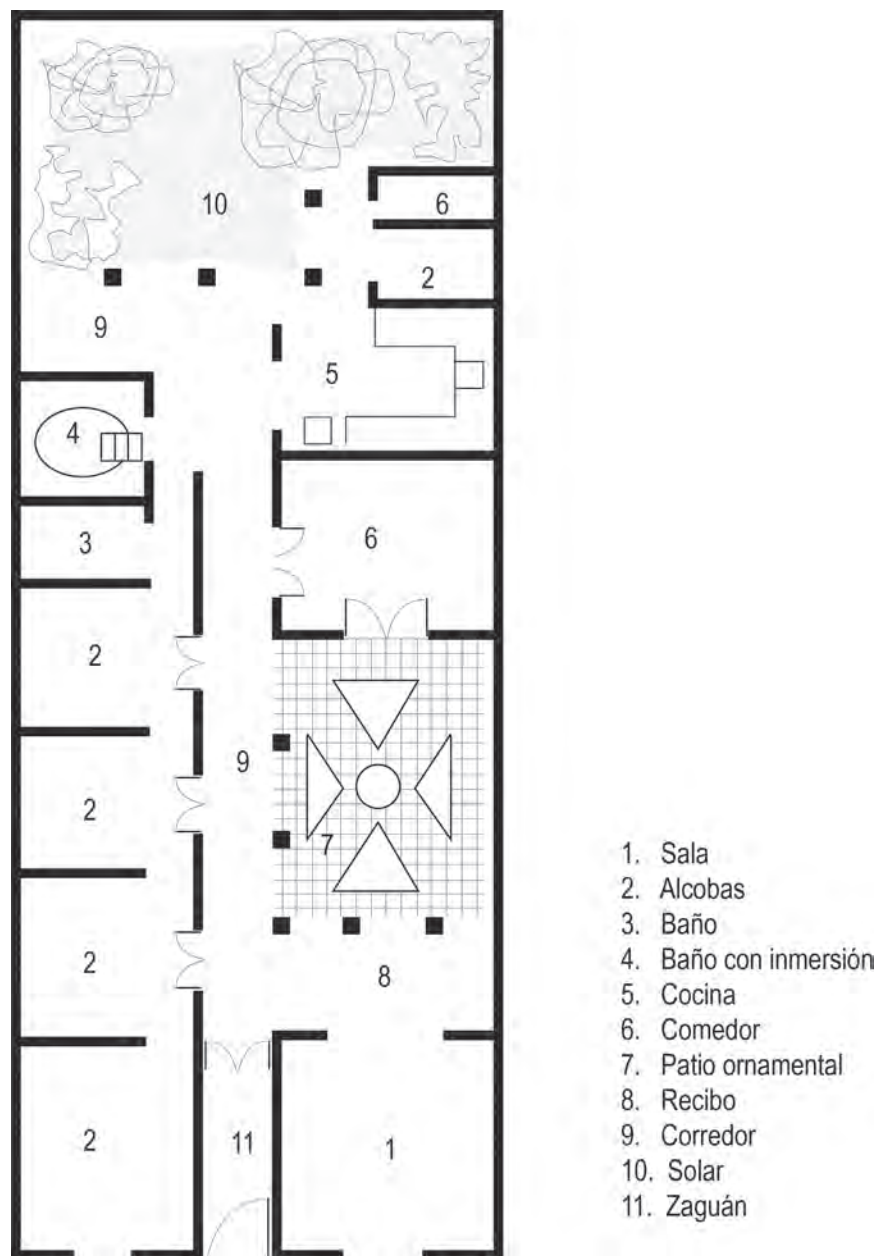 10
6
2
9
5
4
6
3
2
9
2
7
2
8
2
11
1
1. Sala
2. Alcobas
3. Baño
4. Baño con inmersión
5. Cocina
6. Comedor
7. Patio ornamental
8. Recibo
9. Corredor
10. Solar
11. Zaguán